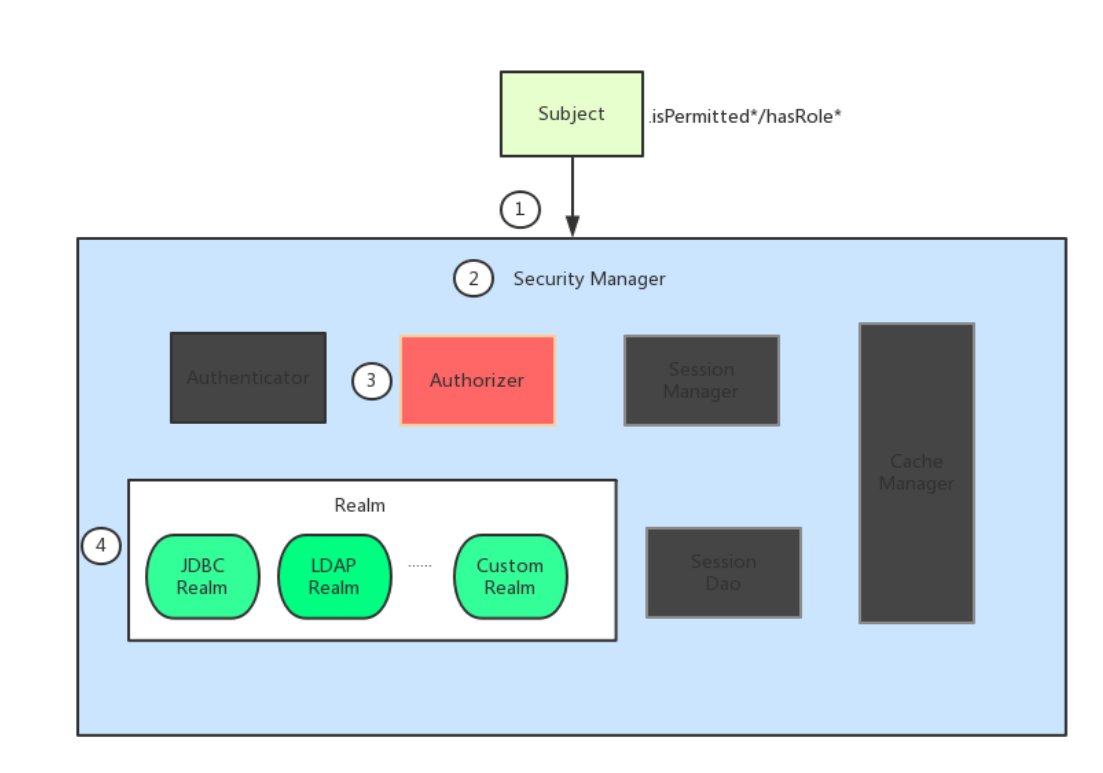 Subject
.isPermitted*/hasRole*
1
2
Security Manager
Authenticator
3
Authorizer
Session
Manager
Cache
Manager
Realm
4
JDBC
Realm
LDAP
Realm
......
Custom
Realm
Session
Dao